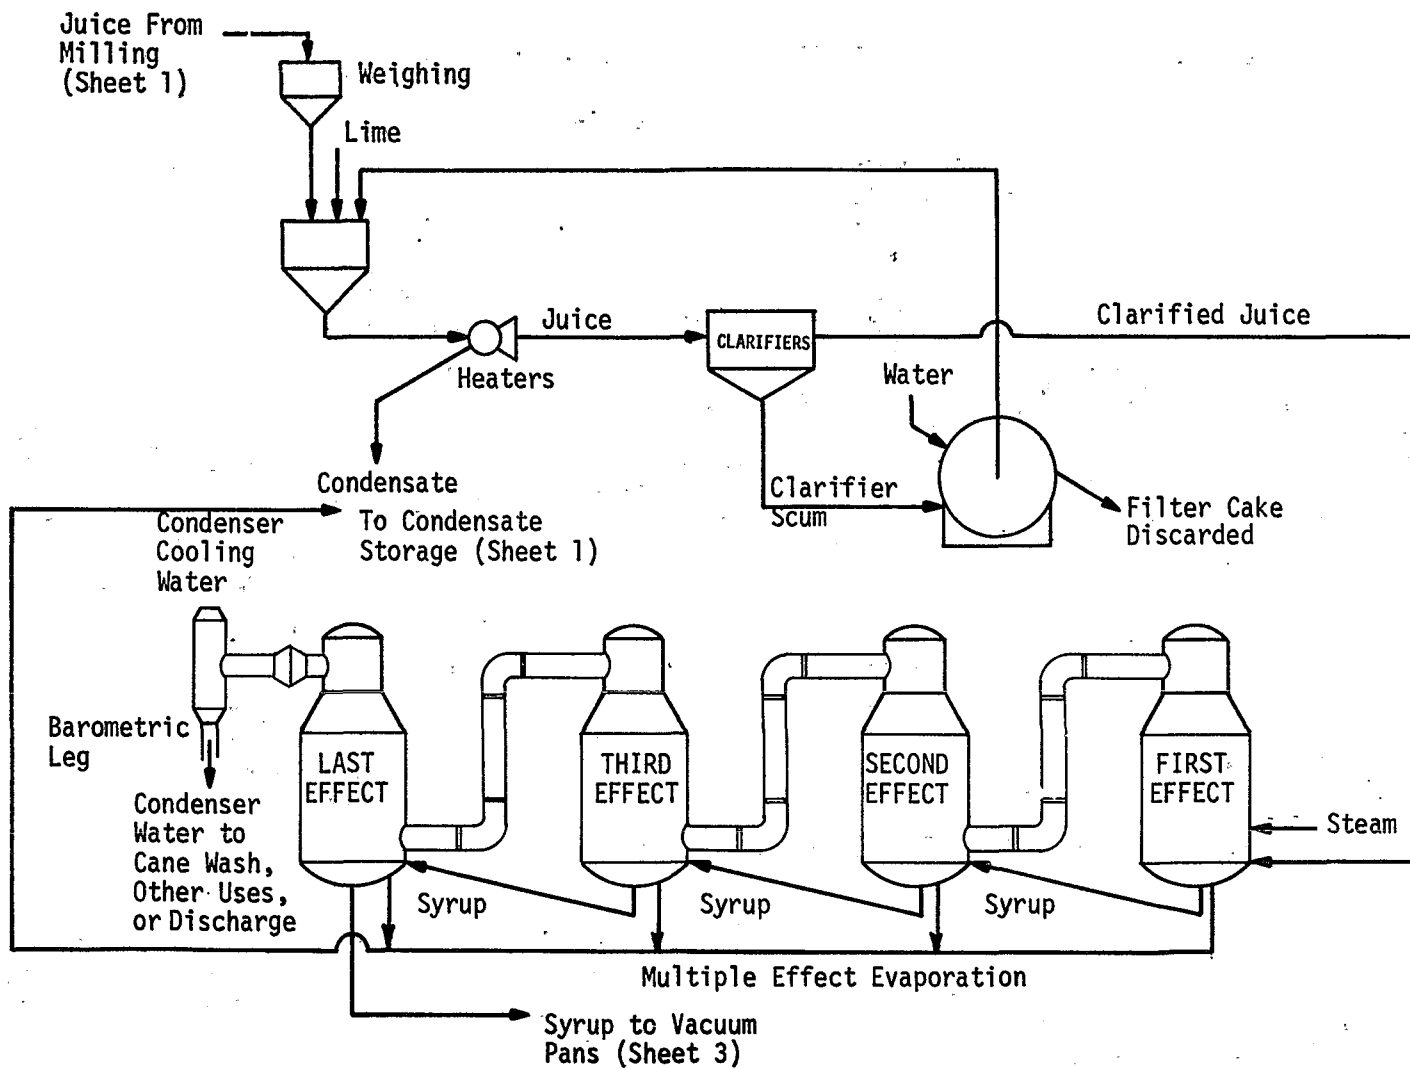 Juice From
Milling
(Sheet 1)
Weighing
Lime
Juice
Clarified Juice
CLARIFIERS
Heaters
Water
Condensate
Clarifier
Scum
Filter Cake
Discarded
To Condensate
Storage (Sheet 1)
Condenser
Cooling
Water
Barometric
Leg
LAST
EFFECT
THIRD
EFFECT
SECOND
EFFECT
FIRST
EFFECT
Steam
Condenser
Water to
Cane Wash,
Other Uses,
or Discharge
Syrup
Syrup
Syrup
Multiple Effect Evaporation
Syrup to Vacuum
Pans (Sheet 3)